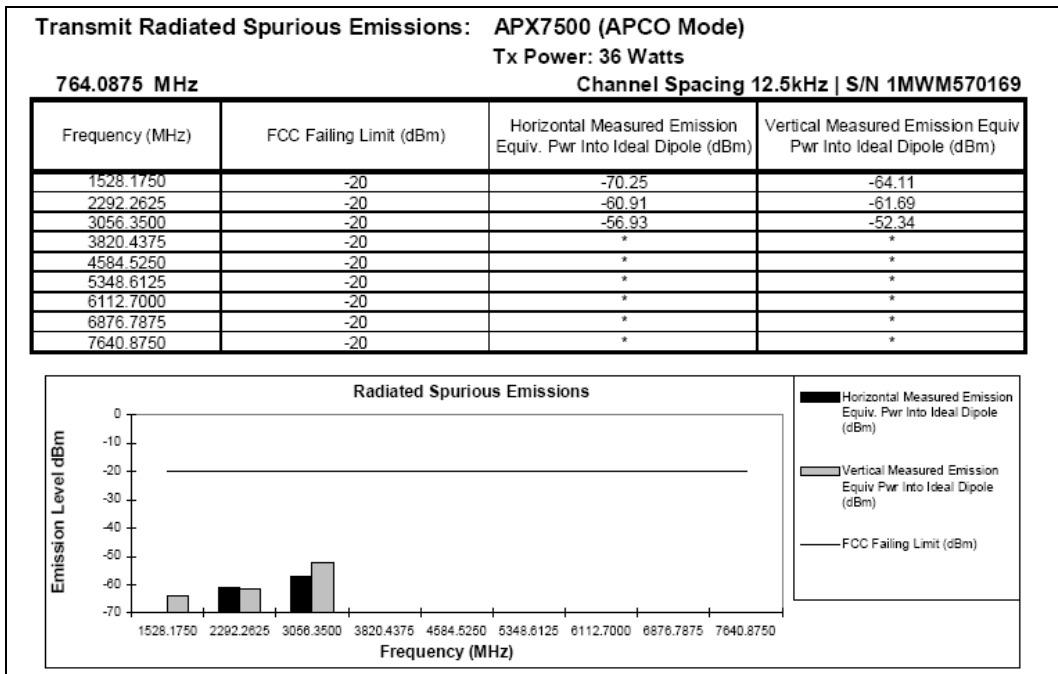 Transmit Radiated Spurious Emissions: APX7500 (APCO Mode)
Tx Power: 36 Watts
764.0875 MHz Channel Spacing 12.5kHz | S/N 1MWM570169
Frequency (MHz) FCC Failing Limit (dBm) Horizontal Measured Emission Equiv. Pwr Into Ideal Dipole (dBm) Vertical Measured Emission Equiv Pwr Into Ideal Dipole (dBm)
1528.1750 -20 -70.25 -64.11
2292.2625 -20 -60.91 -61.69
3056.3500 -20 -56.93 -52.34
3820.4375 -20 * *
4584.5250 -20 * *
5348.6125 -20 * *
6112.7000 -20 * *
6876.7875 -20 * *
7640.8750 -20 * *
Radiated Spurious Emissions
Emission Level dBm
0
-10
-20
-30
-40
-50
-60
-70
1528.1750 2292.2625 3056.3500 3820.4375 4584.5250 5348.6125 6112.7000 6876.7875 7640.8750
Frequency (MHz)
Horizontal Measured Emission
Equiv. Pwr Into Ideal Dipole
(dBm)
Vertical Measured Emission
Equiv Pwr Into Ideal Dipole
(dBm)
FCC Failing Limit (dBm)